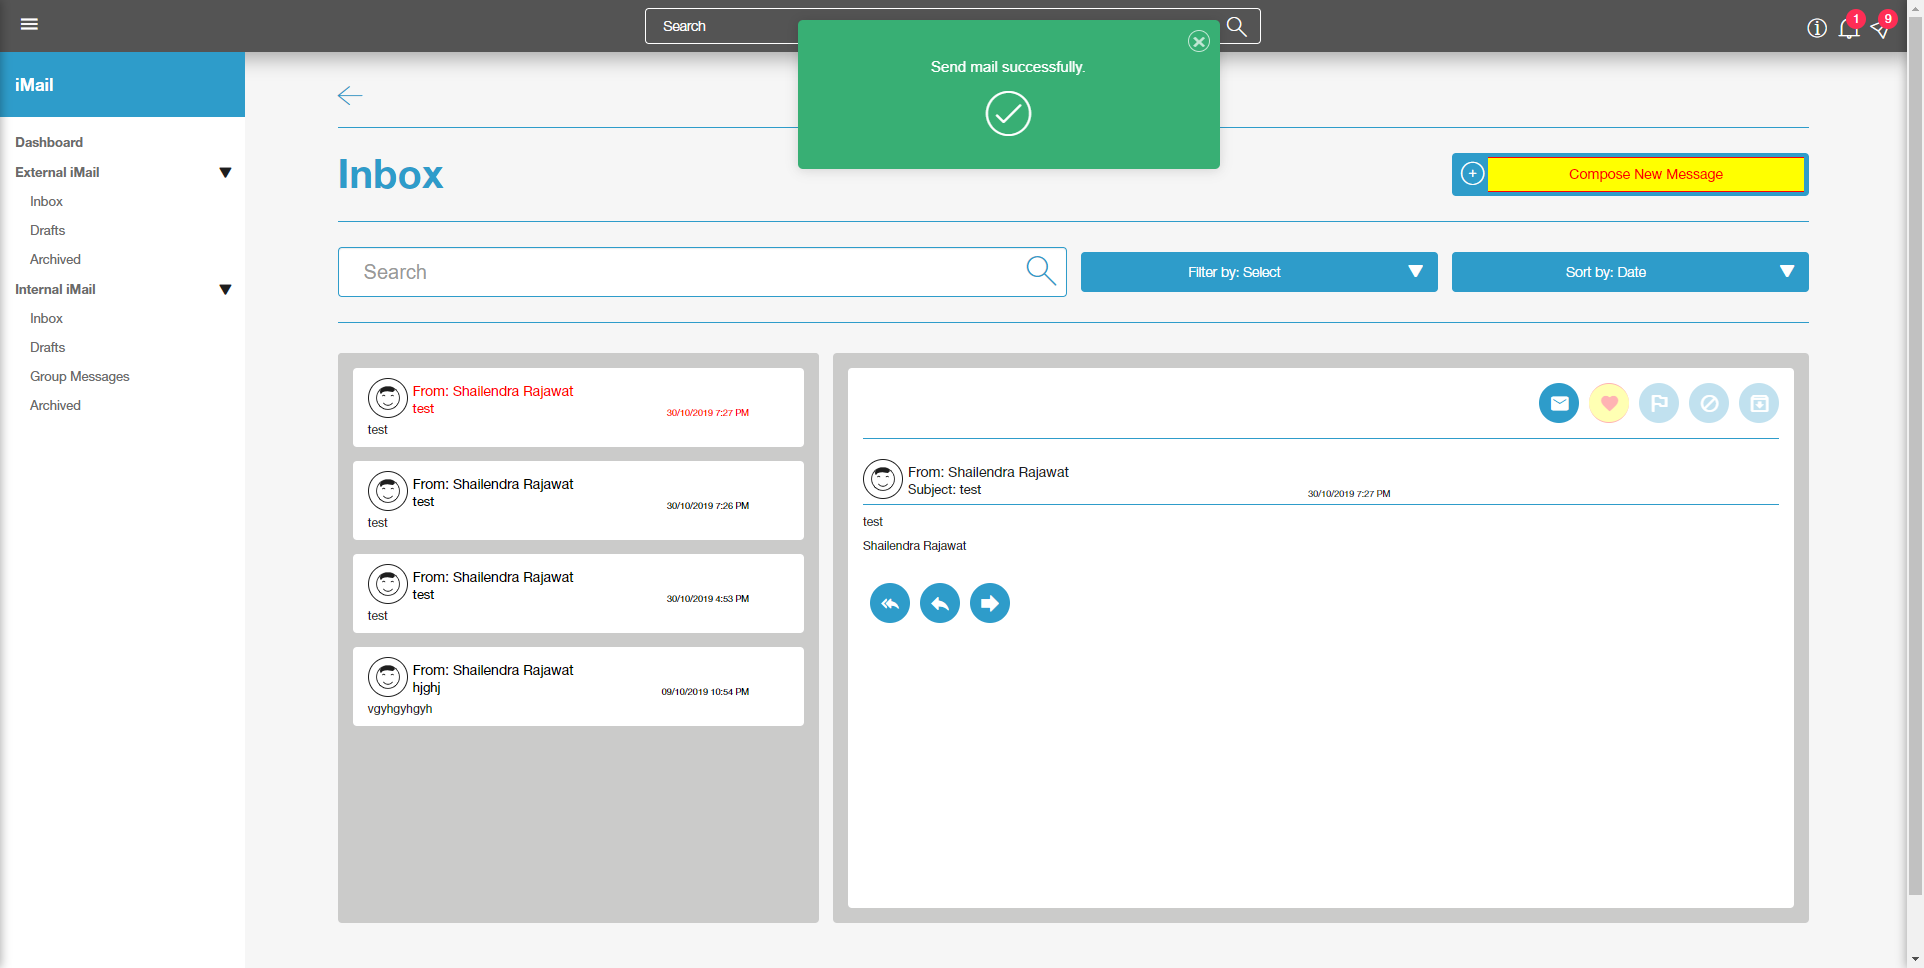 Search
1
9
Send mail successfully.
iMail
Dashboard
External iMail
Inbox
Drafts
Archived
Internal iMail
Inbox
Drafts
Group Messages
Archived
Inbox
Compose New Message
Search
Filter by: Select
Sort by: Date
From: Shailendra Rajawat
test
30/10/2019 7:27 PM
test
From: Shailendra Rajawat
test
30/10/2019 7:26 PM
test
From: Shailendra Rajawat
test
30/10/2019 4:53 PM
test
From: Shailendra Rajawat
hjghj
09/10/2019 10:54 PM
vgyhgyhgyh
From: Shailendra Rajawat
Subject: test
30/10/2019 7:27 PM
test
Shailendra Rajawat